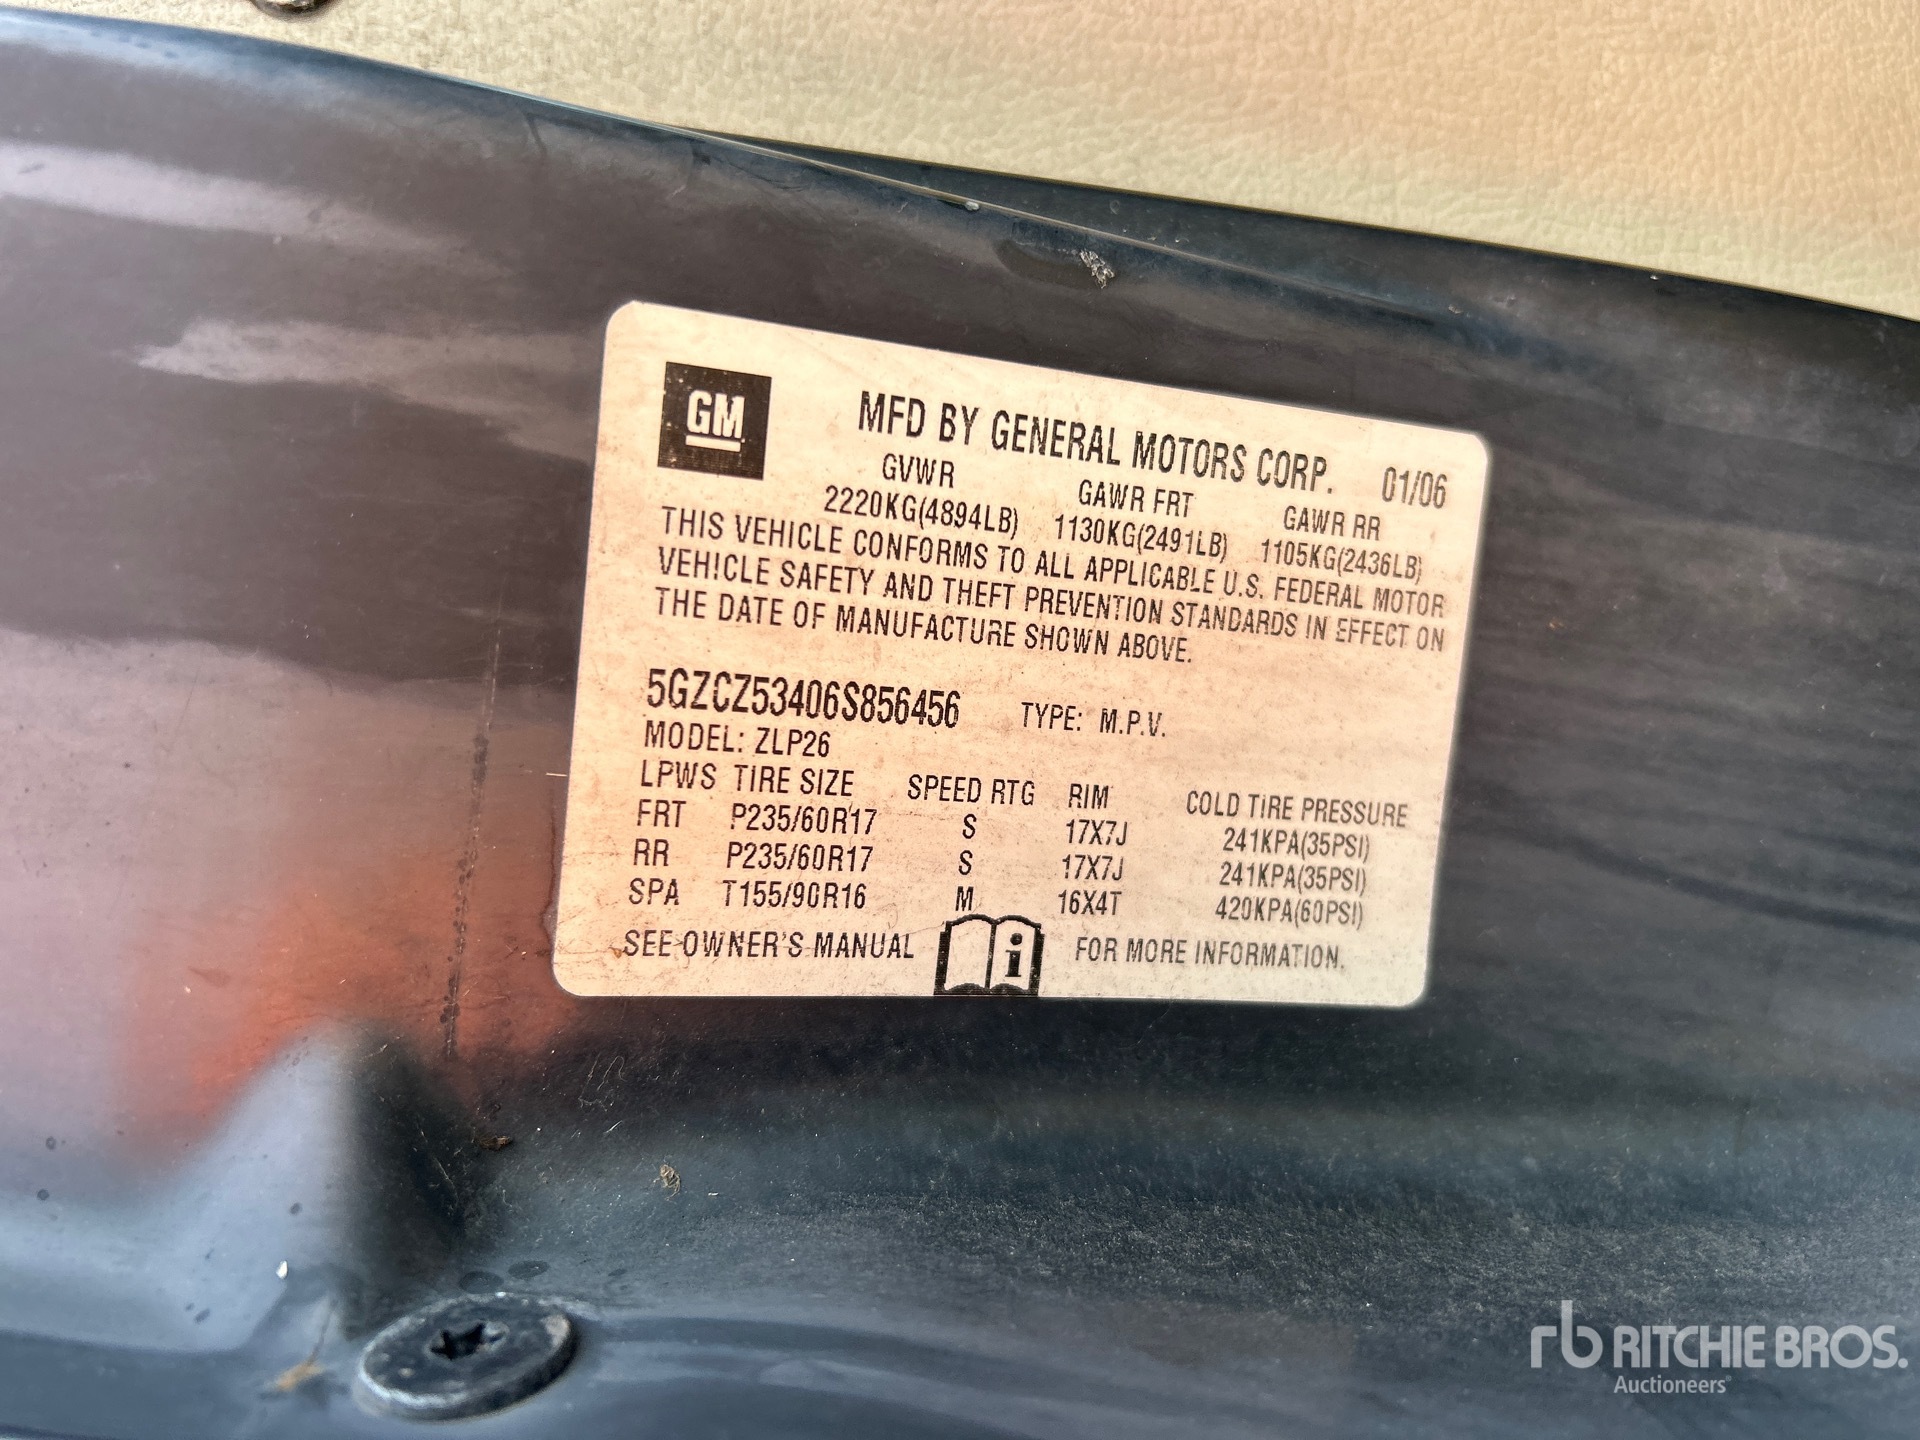 GM
MFD BY GENERAL MOTORS CORP. 01/06
GVWR GAWR FRT GAWR RR
2220KG(4894LB) 1130KG(2491LB) 1105KG(2436LB)
THIS VEHICLE CONFORMS TO ALL APPLICABLE U.S. FEDERAL MOTOR
VEHICLE SAFETY AND THEFT PREVENTION STANDARDS IN EFFECT ON
THE DATE OF MANUFACTURE SHOWN ABOVE.
5GZCZ53406S856456 TYPE: M.P.V.
MODEL: ZLP26
LPWS TIRE SIZE SPEED RTG RIM COLD TIRE PRESSURE
FRT P235/60R17 S 17X7J 241KPA(35PSI)
RR P235/60R17 S 17X7J 241KPA(35PSI)
SPA T155/90R16 M 16X4T 420KPA(60PSI)
SEE OWNER'S MANUAL i FOR MORE INFORMATION.
rb RITCHIE BROS.
Auctioneers